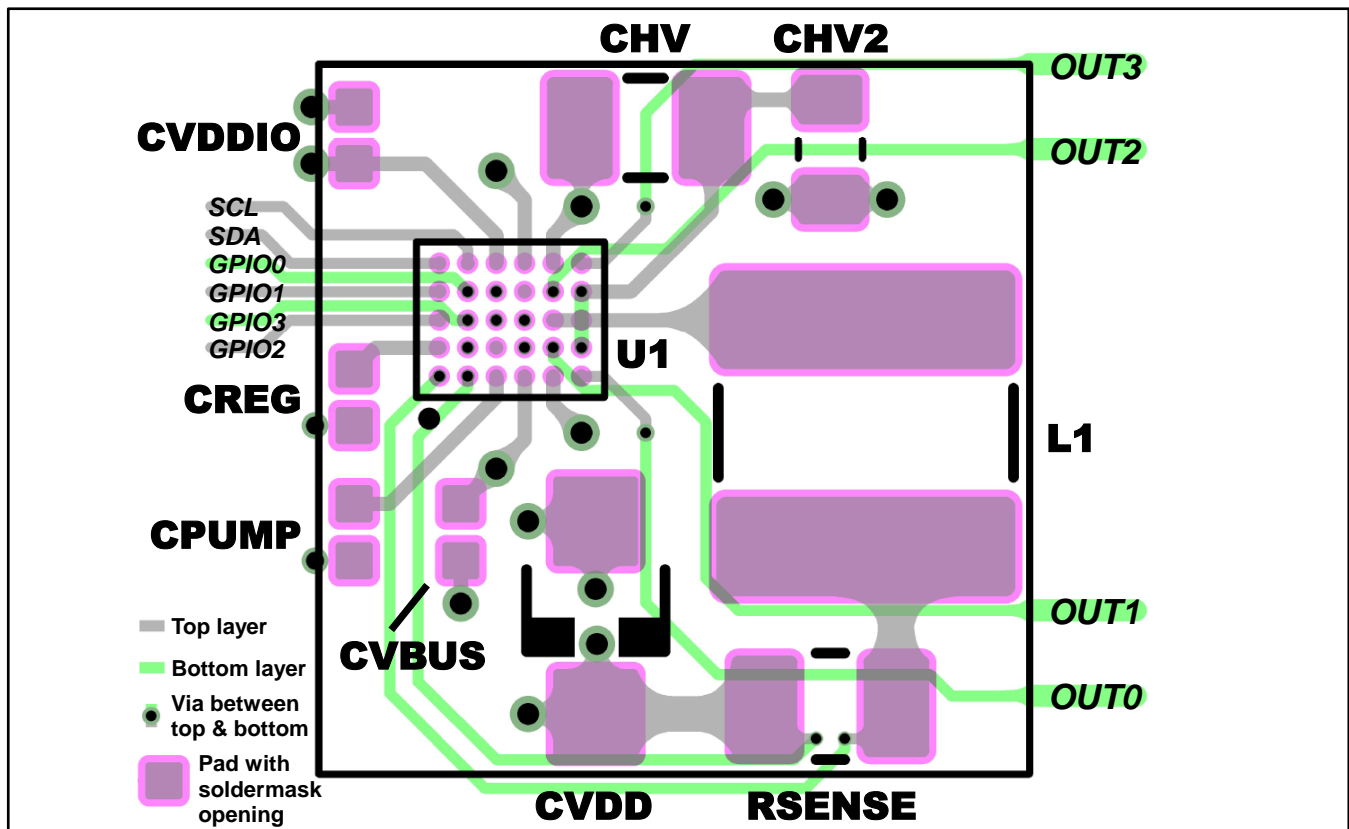 CHV
CHV2
OUT3
CVDDIO
OUT2
SCL
SDA
GPIO0
GPIO1
GPIO3
GPIO2
U1
CREG
L1
CPUMP
OUT1
Top layer
CVBUS
Bottom layer
OUT0
Via between
top & bottom
Pad with
soldermask
opening
CVDD
RSENSE